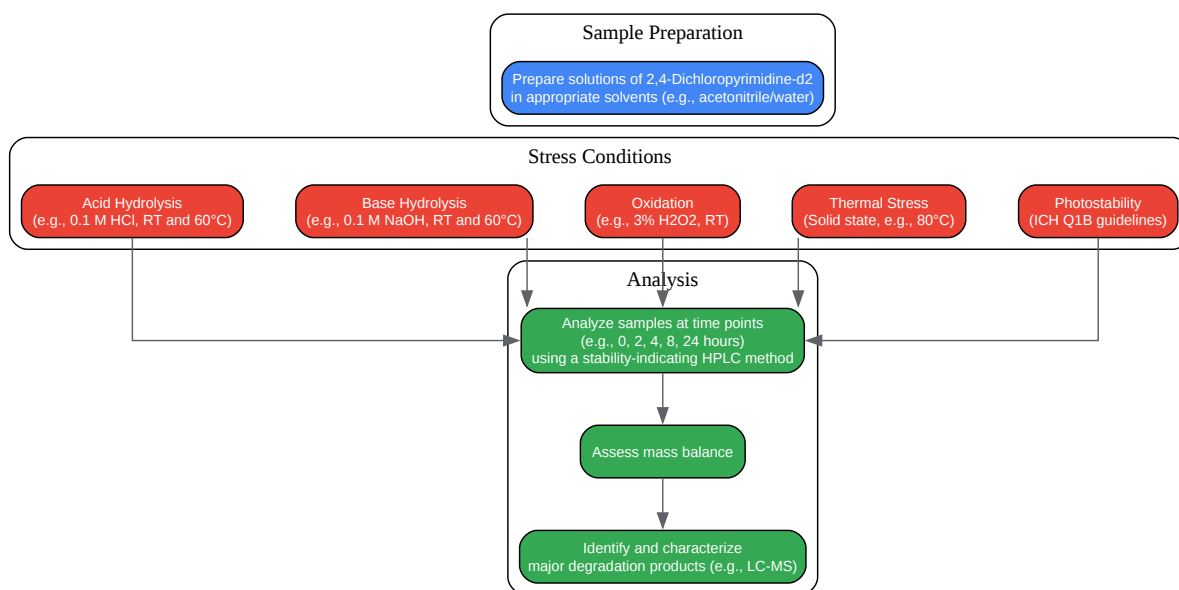 Sample Preparation
Prepare solutions of 2,4-Dichloropyrimidine-d2
in appropriate solvents (e.g., acetonitrile/water)
Stress Conditions
Acid Hydrolysis
(e.g., 0.1 M HCl, RT and 60°C)
Base Hydrolysis
(e.g., 0.1 M NaOH, RT and 60°C)
Oxidation
(e.g., 3% H2O2, RT)
Thermal Stress
(Solid state, e.g., 80°C)
Photostability
(ICH Q1B guidelines)
Analysis
Analyze samples at time points
(e.g., 0, 2, 4, 8, 24 hours)
using a stability-indicating HPLC method
Assess mass balance
Identify and characterize
major degradation products (e.g., LC-MS)